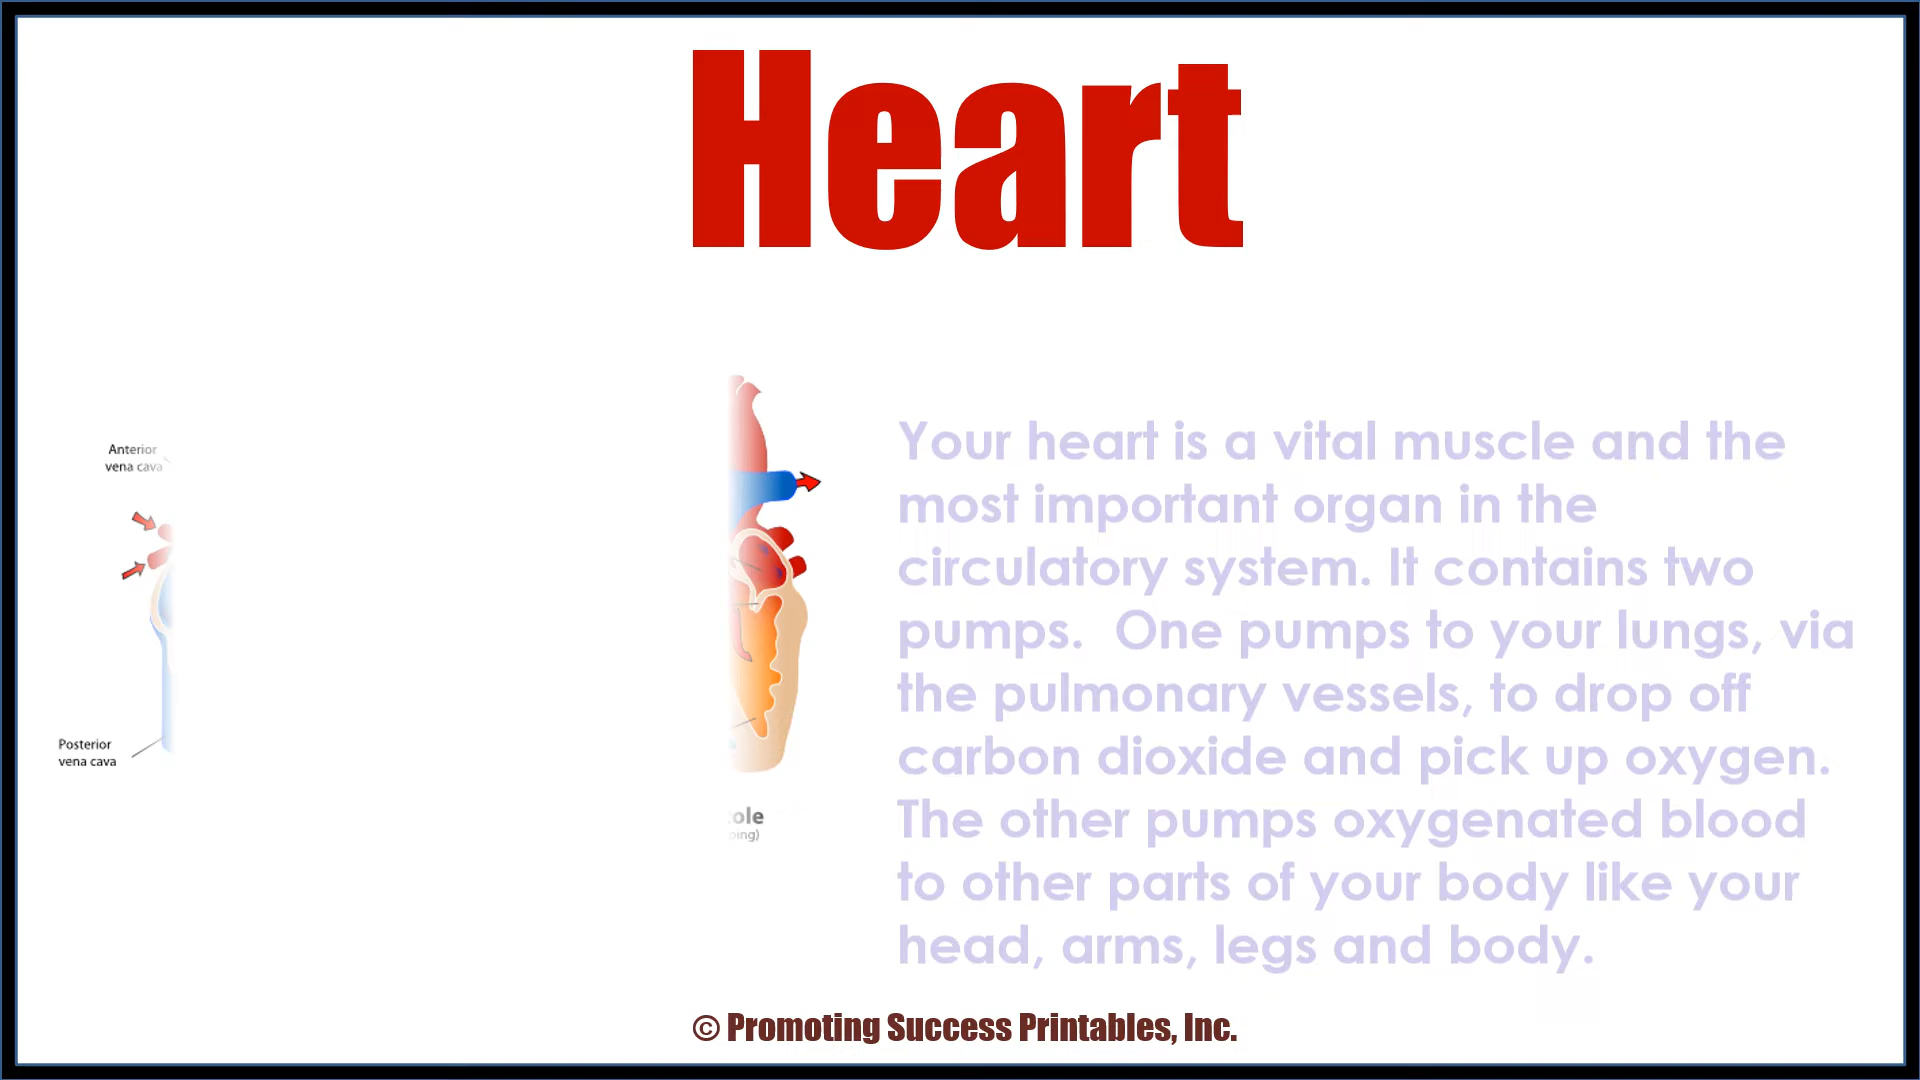 Heart
Anterior
vena cava
Posterior
vena cava
Your heart is a vital muscle and the
most important organ in the
circulatory system. It contains two
pumps.  One pumps to your lungs, via
the pulmonary vessels, to drop off
carbon dioxide and pick up oxygen.
The other pumps oxygenated blood
to other parts of your body like your
head, arms, legs and body.
© Promoting Success Printables, Inc.